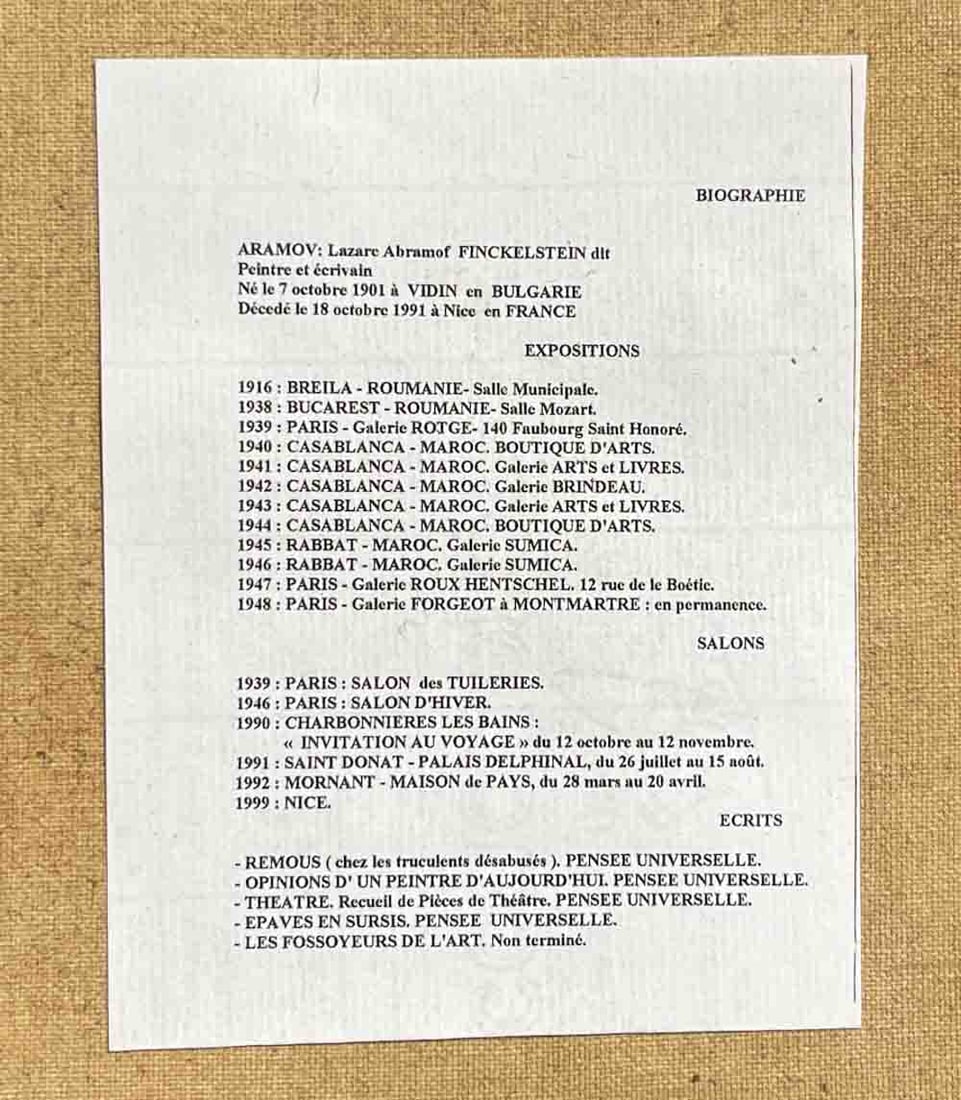 BIOGRAPHIE
ARAMOV: Lazare Abramof FINCKELSTEIN dit
Peintre et écrivain
Né le 7 octobre 1901 à VIDIN en BULGARIE
Décedé le 18 octobre 1991 à Nice en FRANCE
EXPOSITIONS
1916 : BREILA - ROUMANIE- Salle Municipale.
1938 : BUCAREST - ROUMANIE- Salle Mozart.
1939 : PARIS - Galerie ROTGE- 140 Faubourg Saint Honoré.
1940 : CASABLANCA - MAROC. BOUTIQUE D'ARTS.
1941 : CASABLANCA - MAROC. Galerie ARTS et LIVRES.
1942 : CASABLANCA - MAROC. Galerie BRINDEAU.
1943 : CASABLANCA - MAROC. Galerie ARTS et LIVRES.
1944 : CASABLANCA - MAROC. BOUTIQUE D'ARTS.
1945 : RABBAT - MAROC. Galerie SUMICA.
1946 : RABBAT - MAROC. Galerie SUMICA.
1947 : PARIS - Galerie ROUX HENTSCHEL. 12 rue de le Boétie.
1948 : PARIS - Galerie FORGEOT à MONTMARTRE : en permanence.
SALONS
1939 : PARIS : SALON des TUILERIES.
1946 : PARIS : SALON D'HIVER.
1990 : CHARBONNIERES LES BAINS :
« INVITATION AU VOYAGE » du 12 octobre au 12 novembre.
1991 : SAINT DONAT - PALAIS DELPHINAL, du 26 juillet au 15 août.
1992 : MORNANT - MAISON de PAYS, du 28 mars au 20 avril.
1999 : NICE.
ECRITS
- REMOUS ( chez les truculents désabusés ). PENSEE UNIVERSELLE.
- OPINIONS D' UN PEINTRE D'AUJOURD'HUI. PENSEE UNIVERSELLE.
- THEATRE. Recueil de Pièces de Théâtre. PENSEE UNIVERSELLE.
- EPAVES EN SURSIS. PENSEE UNIVERSELLE.
- LES FOSSOYEURS DE L'ART. Non terminé.